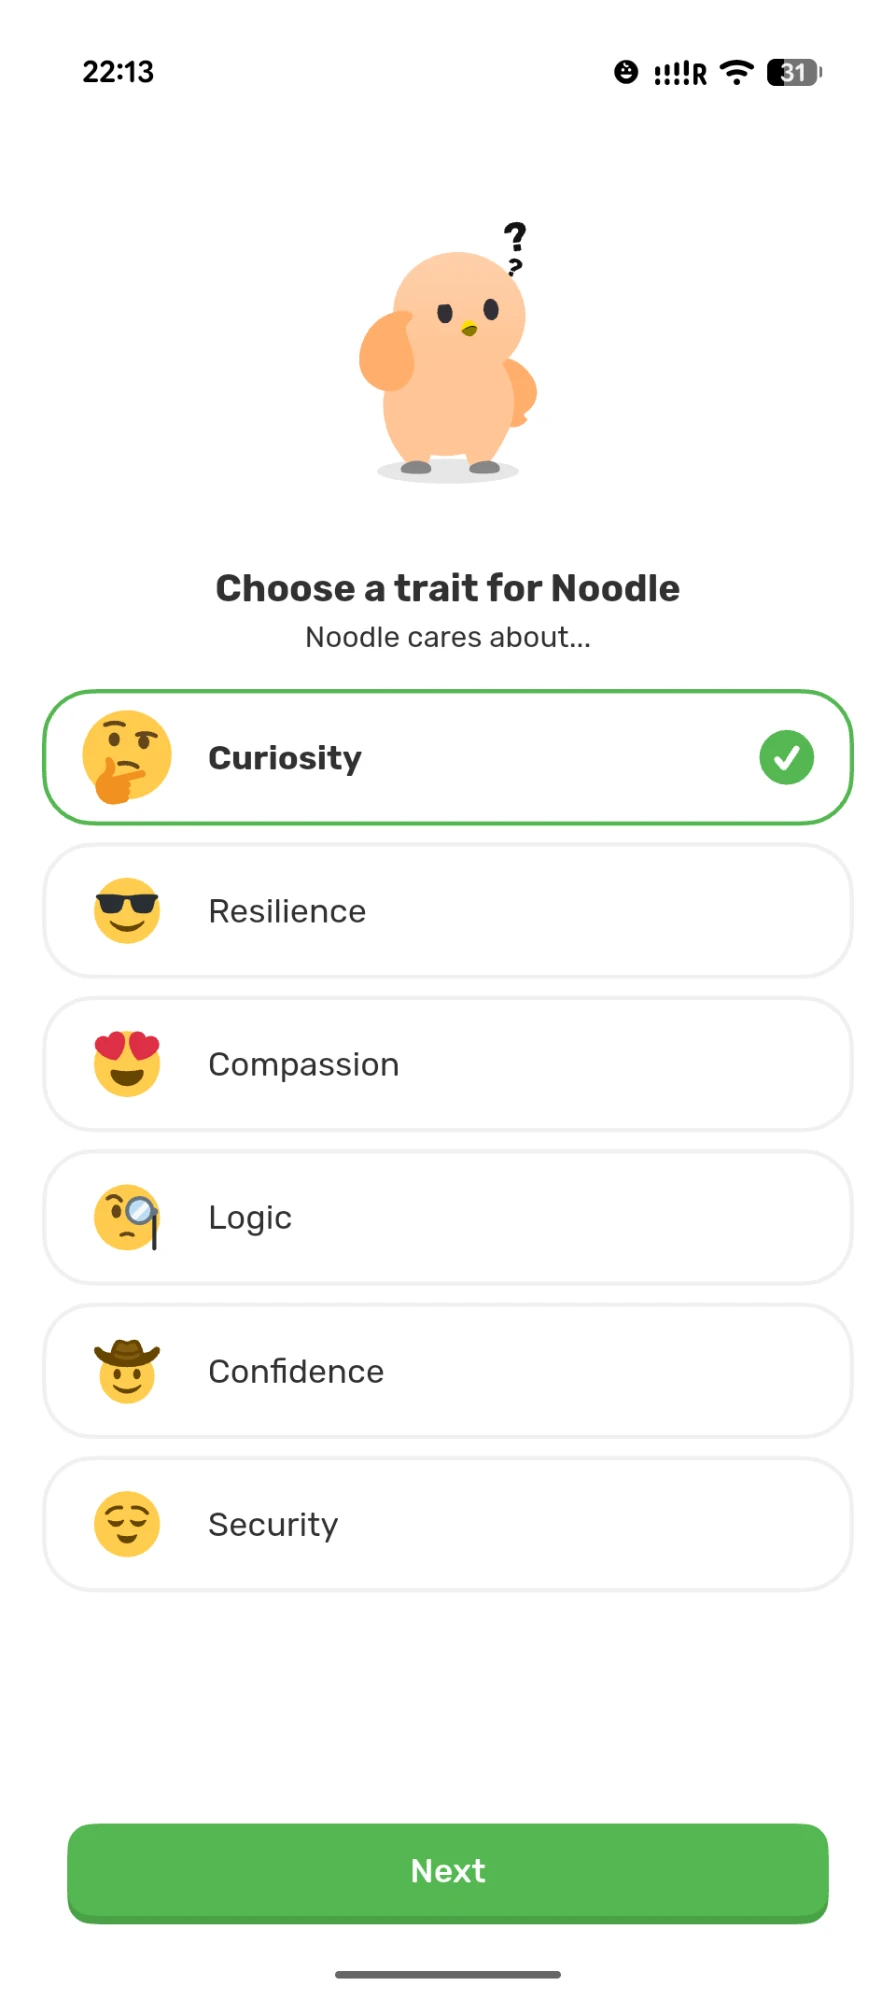 22:13
R
31
?
?
Choose a trait for Noodle
Noodle cares about...
Curiosity
Resilience
Compassion
Logic
Confidence
Security
Next